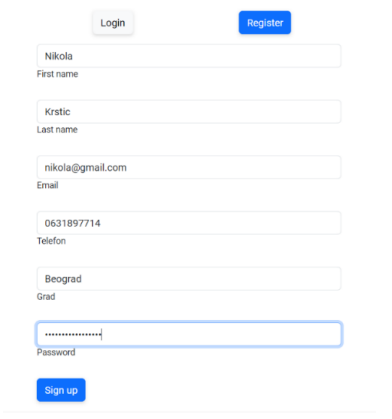 Login Register
Nikola
First name
Krstic
Last name
nikola@gmail.com
Email
0631897714
Telefon
Beograd
Grad
•••••••••••••••••
Password
Sign up